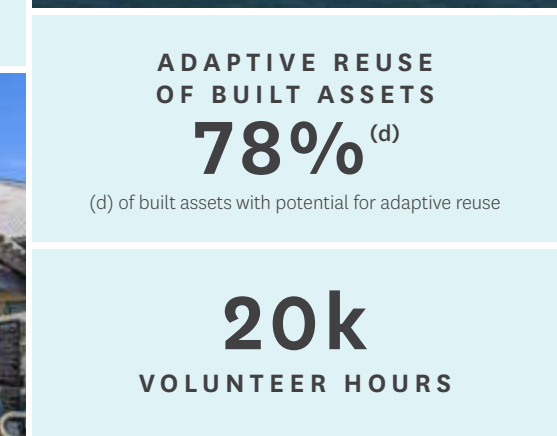 ADAPTIVE REUSE
OF BUILT ASSETS
78%(d)
(d) of built assets with potential for adaptive reuse
20k
VOLUNTEER HOURS